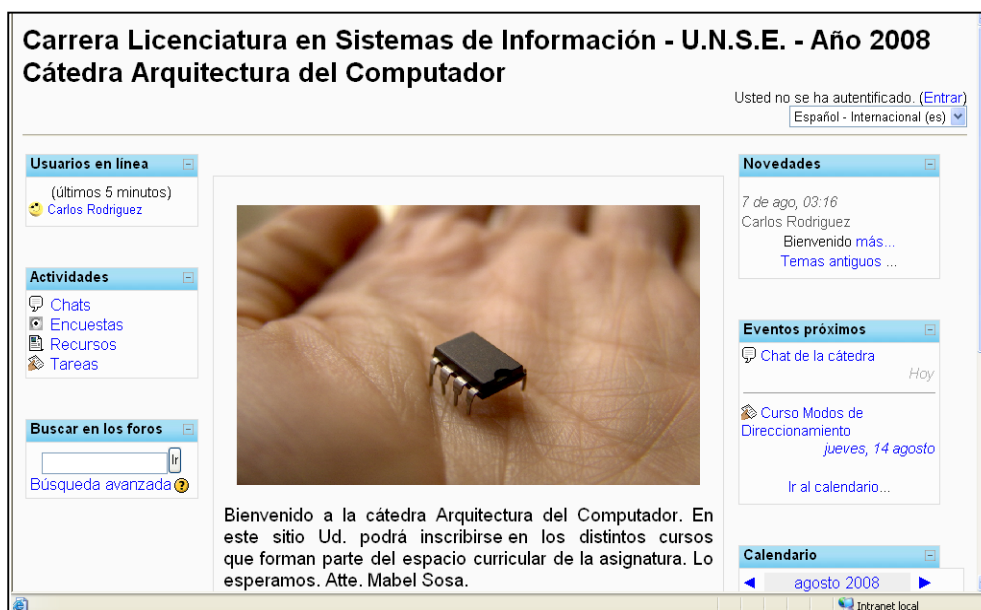 Carrera Licenciatura en Sistemas de Información - U.N.S.E. - Año 2008
Cátedra Arquitectura del Computador
Usted no se ha autentificado. (Entrar)
Español - Internacional (es)
Usuarios en línea
(últimos 5 minutos)
Carlos Rodriguez
Actividades
Chats
Encuestas
Recursos
Tareas
Buscar en los foros
Ir
Búsqueda avanzada
Bienvenido a la cátedra Arquitectura del Computador. En
este sitio Ud. podrá inscribirse en los distintos cursos
que forman parte del espacio curricular de la asignatura. Lo
esperamos. Atte. Mabel Sosa.
Novedades
7 de ago, 03:16
Carlos Rodriguez
Bienvenido más...
Temas antiguos ...
Eventos próximos
Chat de la cátedra
Hoy
Curso Modos de
Direccionamiento
jueves, 14 agosto
Ir al calendario...
Calendario
agosto 2008
Intranet local